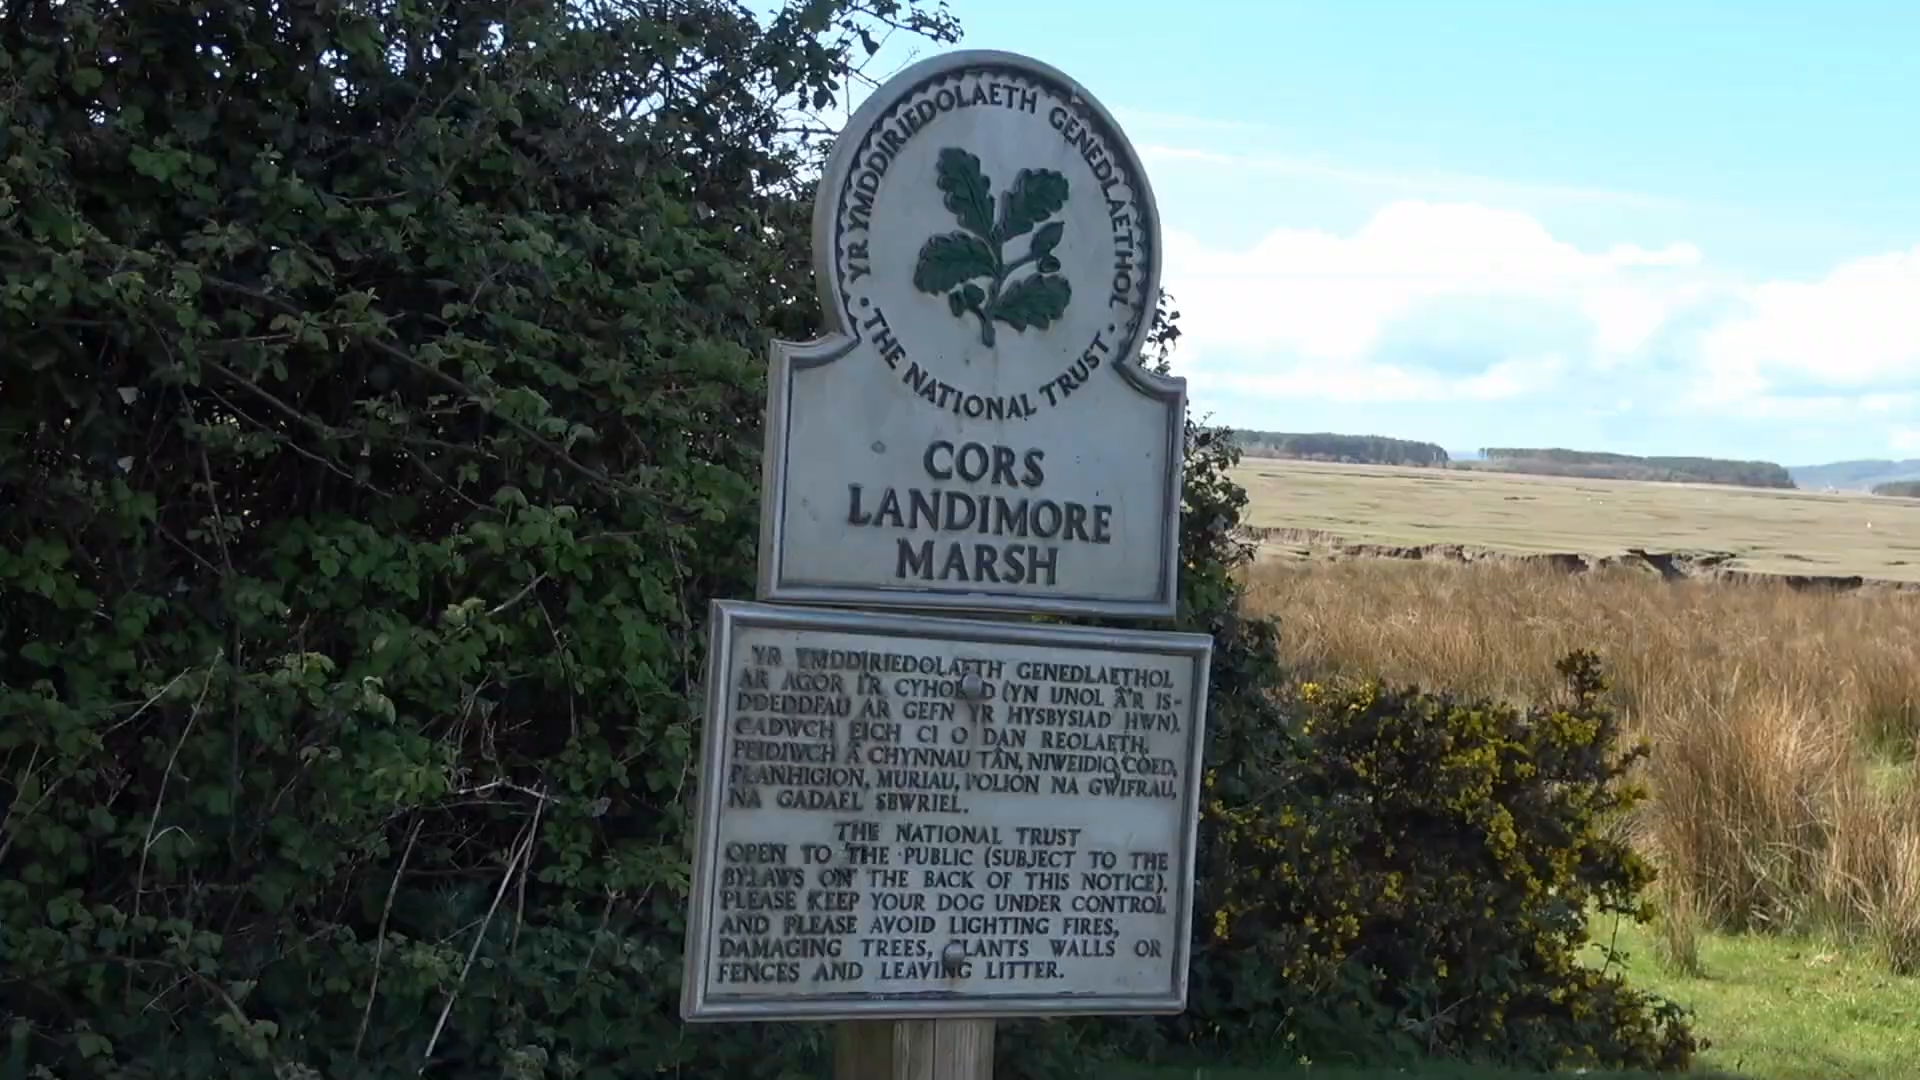 YR YMDDIRIEDOLAETH GENEDLAETHOL
· THE NATIONAL TRUST ·
CORS
LANDIMORE
MARSH
YR YMDDIRIEDOLAETH GENEDLAETHOL
AR AGOR I'R CYHOEDD (YN UNOL Â'R IS-
DDEDDFAU AR GEFN YR HYSBYSIAD HWN).
CADWCH EICH CI O DAN REOLAETH.
PEIDIWCH Â CHYNNAU TÂN, NIWEIDIO COED,
PLANHIGION, MURIAU, POLION NA GWIFRAU,
NA GADAEL SBWRIEL.
THE NATIONAL TRUST
OPEN TO THE PUBLIC (SUBJECT TO THE
BYLAWS ON THE BACK OF THIS NOTICE).
PLEASE KEEP YOUR DOG UNDER CONTROL
AND PLEASE AVOID LIGHTING FIRES,
DAMAGING TREES, PLANTS WALLS OR
FENCES AND LEAVING LITTER.